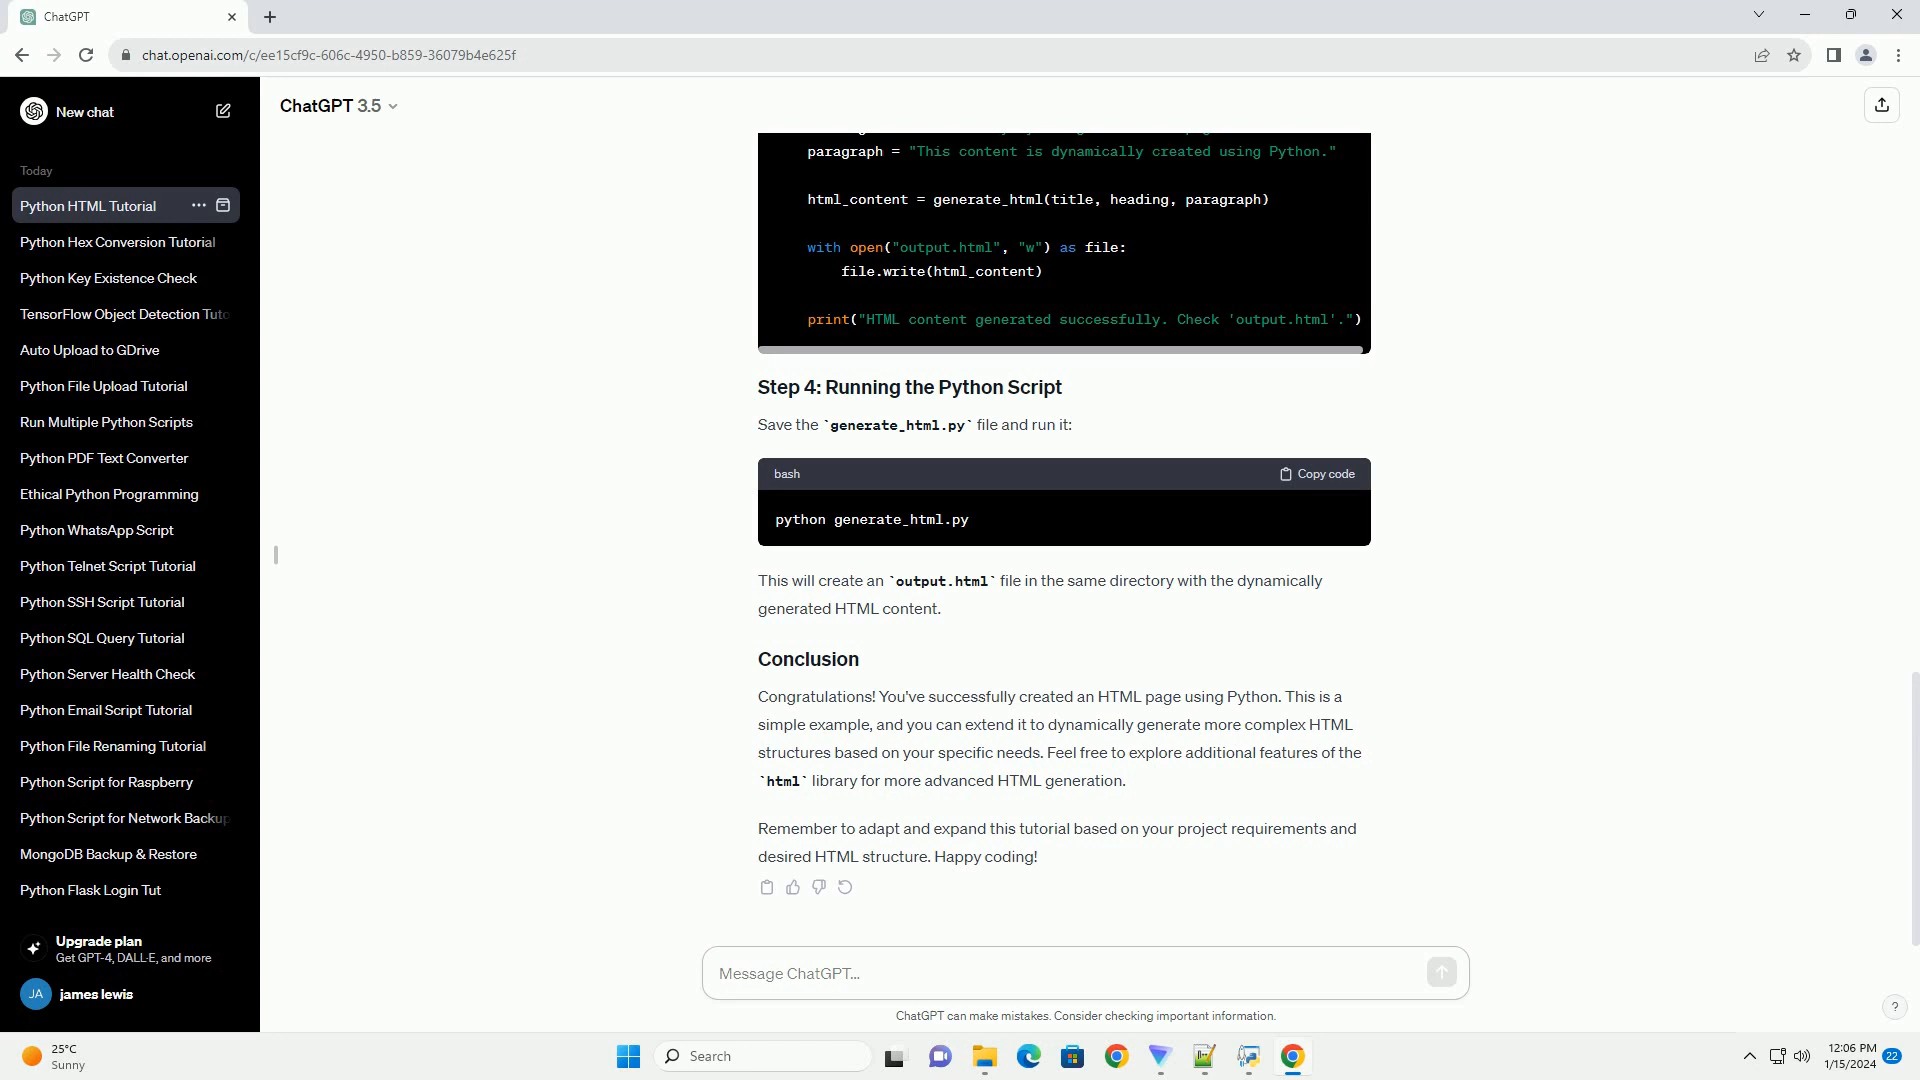 ChatGPT
chat.openai.com/c/ee15cf9c-606c-4950-b859-36079b4e625f
New chat
Today
Python HTML Tutorial
Python Hex Conversion Tutorial
Python Key Existence Check
TensorFlow Object Detection Tuto
Auto Upload to GDrive
Python File Upload Tutorial
Run Multiple Python Scripts
Python PDF Text Converter
Ethical Python Programming
Python WhatsApp Script
Python Telnet Script Tutorial
Python SSH Script Tutorial
Python SQL Query Tutorial
Python Server Health Check
Python Email Script Tutorial
Python File Renaming Tutorial
Python Script for Raspberry
Python Script for Network Backup
MongoDB Backup & Restore
Python Flask Login Tut
Upgrade plan
Get GPT-4, DALL·E, and more
JA james lewis
ChatGPT 3.5
paragraph = "This content is dynamically created using Python."
html_content = generate_html(title, heading, paragraph)
with open("output.html", "w") as file:
file.write(html_content)
print("HTML content generated successfully. Check 'output.html'.")
Step 4: Running the Python Script
Save the `generate_html.py` file and run it:
bash
Copy code
python generate_html.py
This will create an `output.html` file in the same directory with the dynamically
generated HTML content.
Conclusion
Congratulations! You've successfully created an HTML page using Python. This is a
simple example, and you can extend it to dynamically generate more complex HTML
structures based on your specific needs. Feel free to explore additional features of the
`html` library for more advanced HTML generation.
Remember to adapt and expand this tutorial based on your project requirements and
desired HTML structure. Happy coding!
Message ChatGPT...
ChatGPT can make mistakes. Consider checking important information.
?
25°C
Sunny
Search
12:06 PM
1/15/2024
22